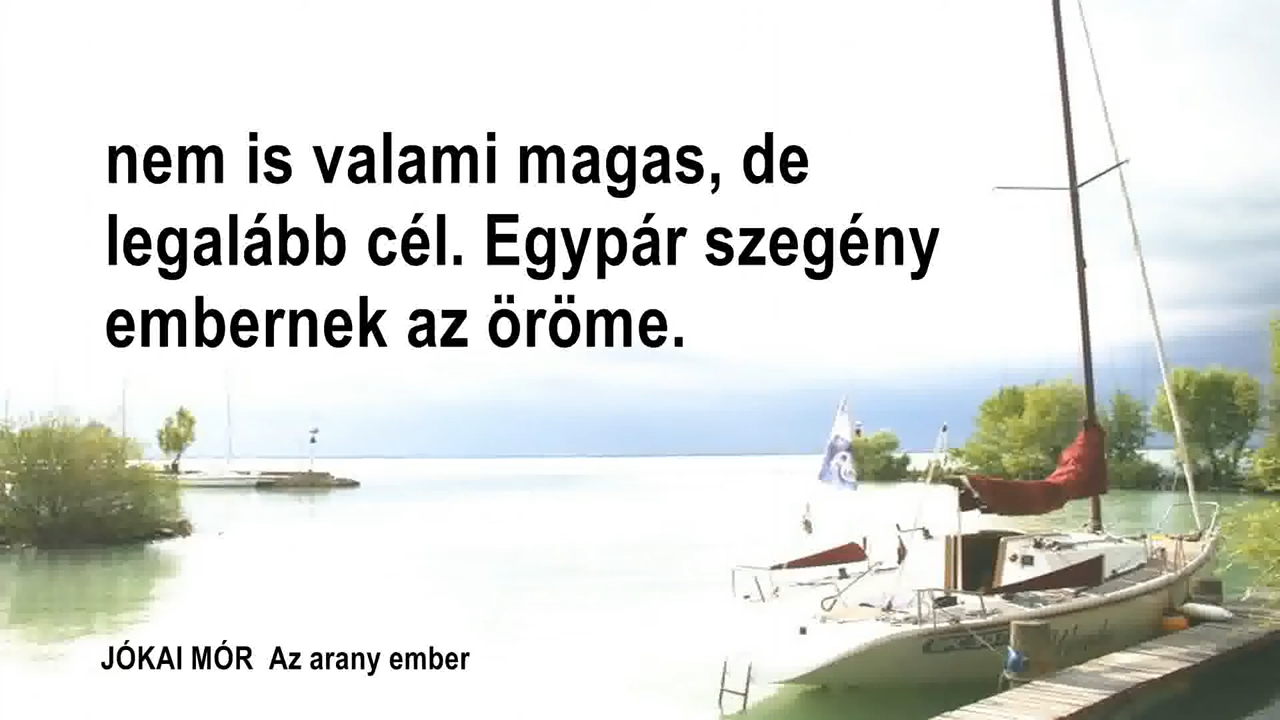 nem is valami magas, de
legalább cél. Egypár szegény
embernek az öröme.
JÓKAI MÓR Az arany ember